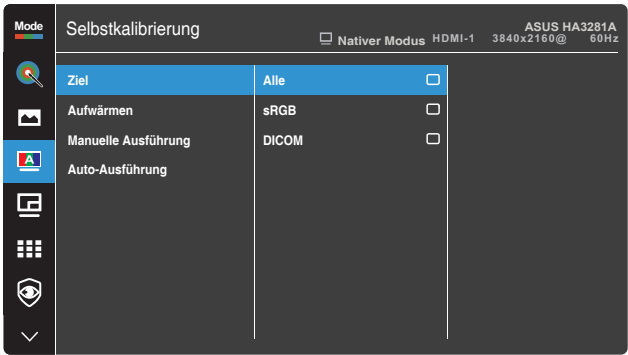 Mode
Selbstkalibrierung
Nativer Modus HDMI-1
ASUS HA3281A
3840x2160@ 60Hz
Ziel
Alle
Aufwärmen
sRGB
Manuelle Ausführung
DICOM
Auto-Ausführung
A